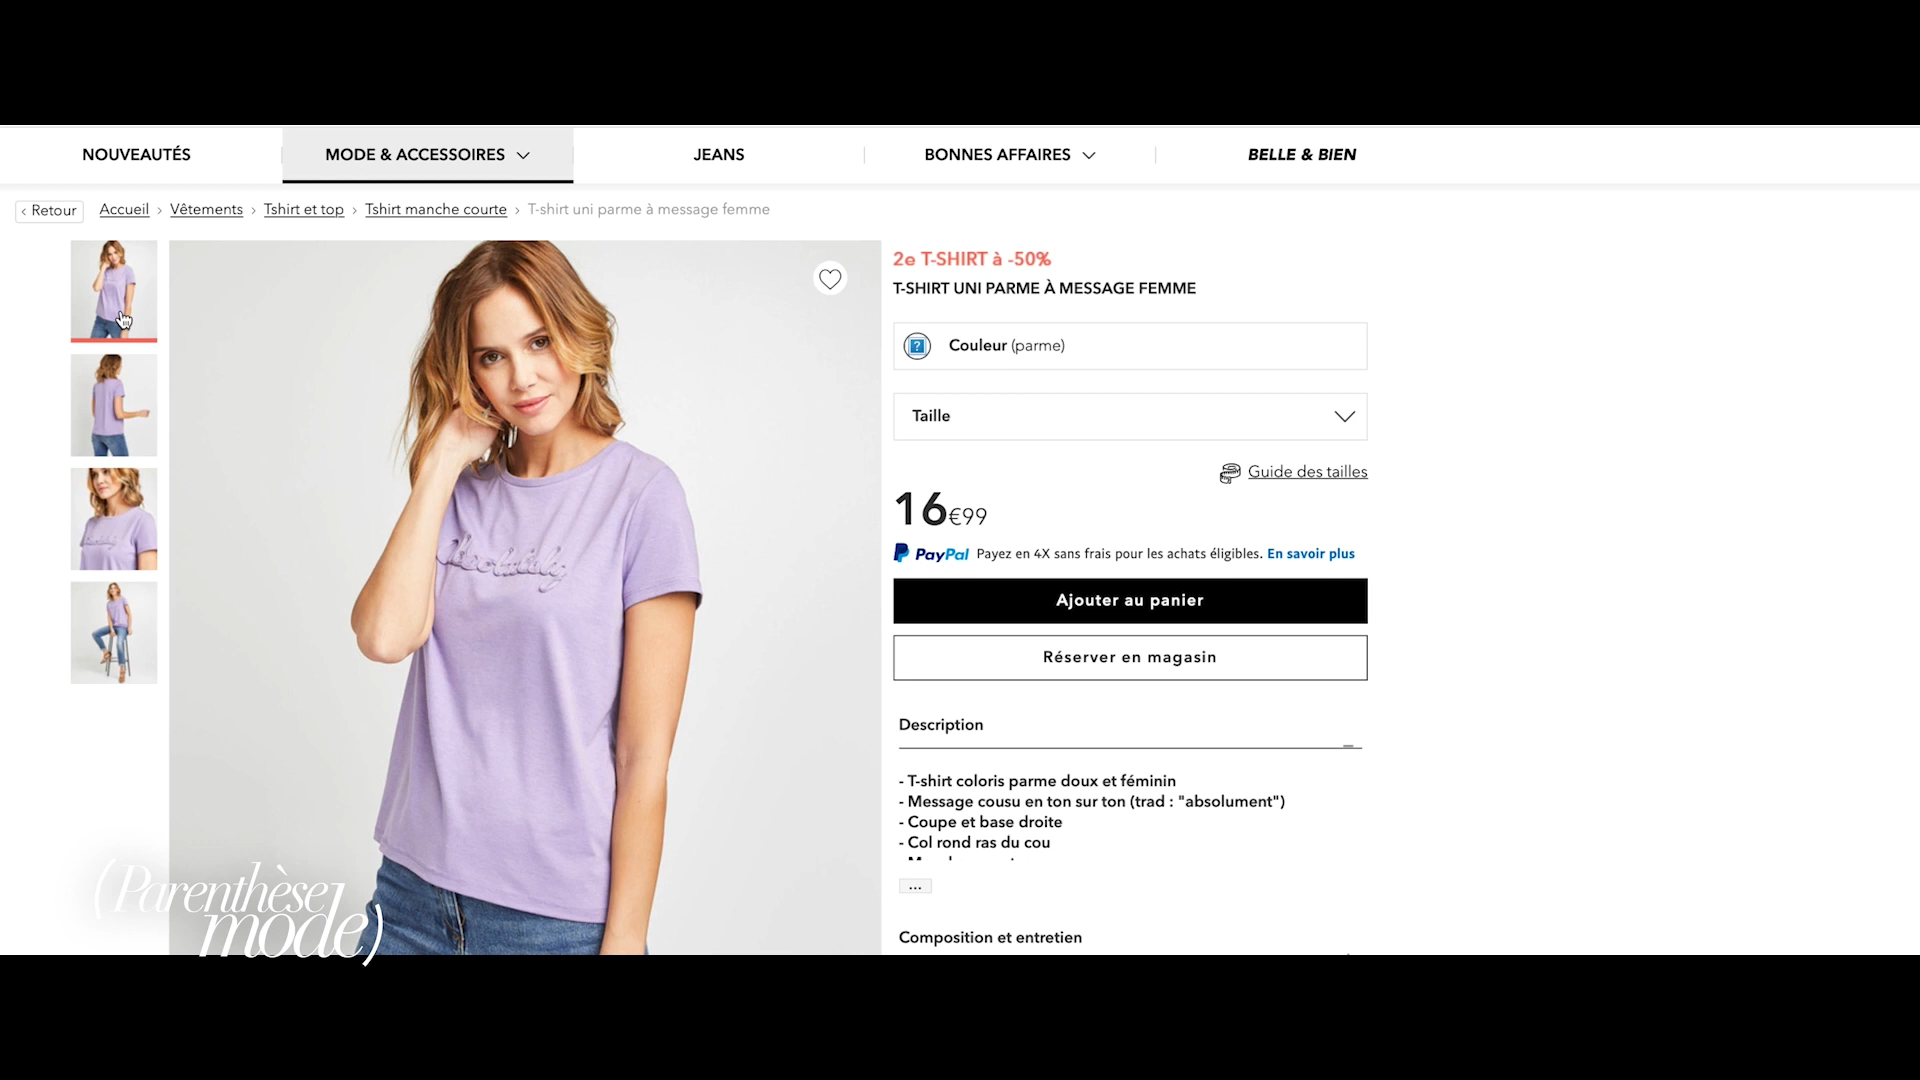 NOUVEAUTÉS
MODE & ACCESSOIRES
JEANS
BONNES AFFAIRES
BELLE & BIEN
‹ Retour
Accueil › Vêtements › Tshirt et top › Tshirt manche courte › T-shirt uni parme à message femme
2e T-SHIRT à -50%
T-SHIRT UNI PARME À MESSAGE FEMME
Couleur (parme)
Taille
Guide des tailles
16€99
PayPal Payez en 4X sans frais pour les achats éligibles. En savoir plus
Ajouter au panier
Réserver en magasin
Description
- T-shirt coloris parme doux et féminin
- Message cousu en ton sur ton (trad : "absolument")
- Coupe et base droite
- Col rond ras du cou
...
Composition et entretien
Absolutely
(Parenthèse
mode)